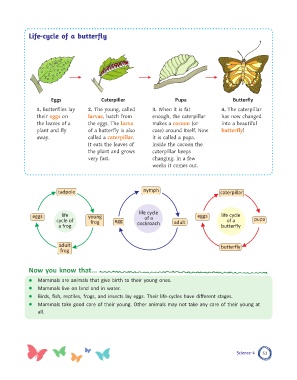 Life-cycle of a butterfly
Eggs
Caterpillar
Pupa
Butterfly
1. Butterflies lay
their eggs on
the leaves of a
plant and fly
away.
2. The young, called
larvae, hatch from
the eggs. The larva
of a butterfly is also
called a caterpillar.
It eats the leaves of
the plant and grows
very fast.
3. When it is fat
enough, the caterpillar
makes a cocoon (or
case) around itself. Now
it is called a pupa.
Inside the cocoon the
caterpillar keeps
changing. In a few
weeks it comes out.
4. The caterpillar
has now changed
into a beautiful
butterfly!
tadpole
eggs
life
cycle of
a frog
young
frog
adult
frog
nymph
egg
life cycle
of a
cockroach
adult
caterpillar
eggs
life cycle
of a
butterfly
pupa
butterfly
Now you know that...
• Mammals are animals that give birth to their young ones.
• Mammals live on land and in water.
• Birds, fish, reptiles, frogs, and insects lay eggs. Their life-cycles have different stages.
• Mammals take good care of their young. Other animals may not take any care of their young at
all.
Science-4